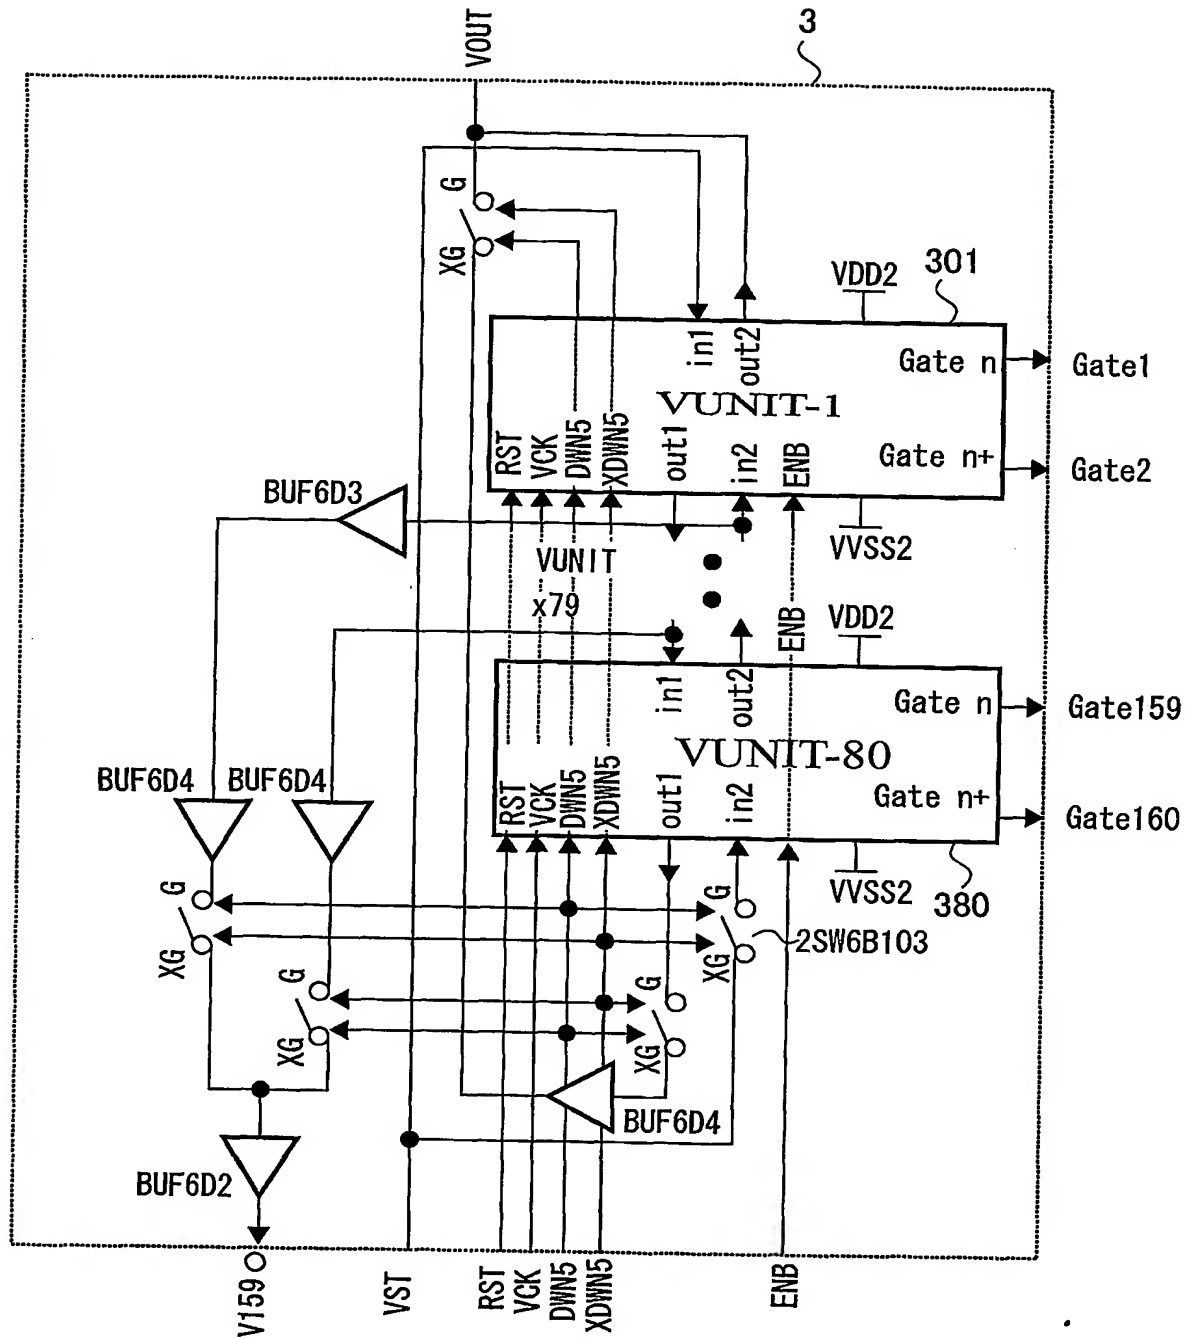 VOUT
3
G
XG
VDD2
301
in1
out2
Gate n
Gate1
VUNIT-1
RST
VCK
DWN5
XDWN5
out1
in2
ENB
Gate n+
Gate2
BUF6D3
VVSS2
VUNIT
x79
ENB
VDD2
in1
out2
Gate n
Gate159
VUNIT-80
BUF6D4
BUF6D4
RST
VCK
DWN5
XDWN5
out1
in2
Gate n+
Gate160
VVSS2
380
G
XG
G
XG
2SW6B103
G
XG
G
XG
BUF6D4
BUF6D2
V159
VST
RST
VCK
DWN5
XDWN5
ENB